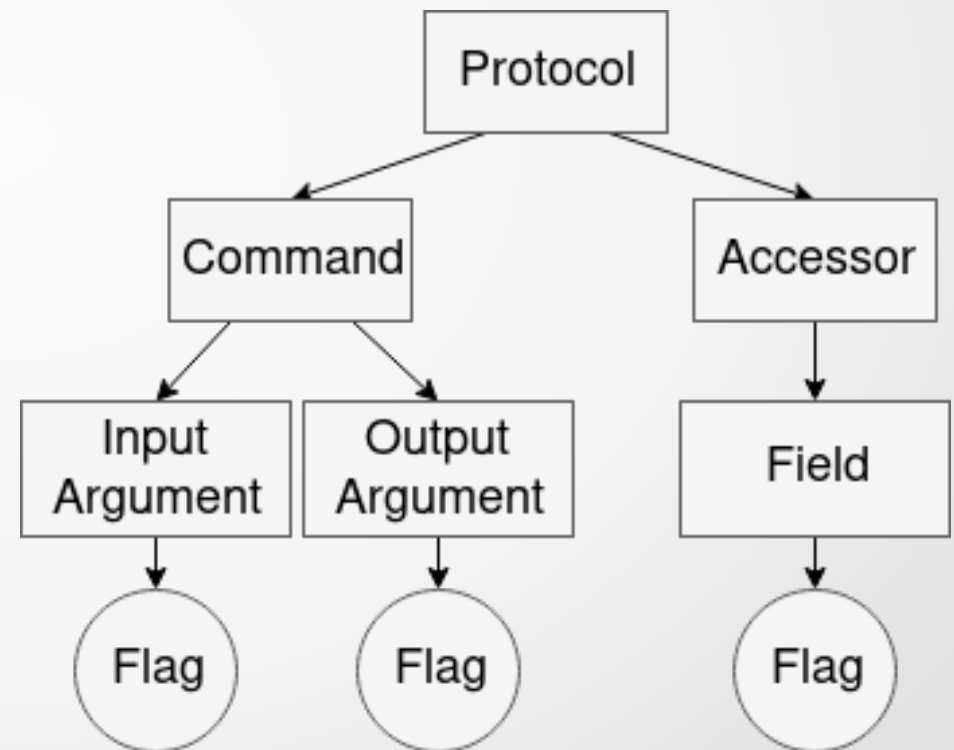 Protocol
Command
Accessor
Input
Argument
Output
Argument
Field
Flag
Flag
Flag